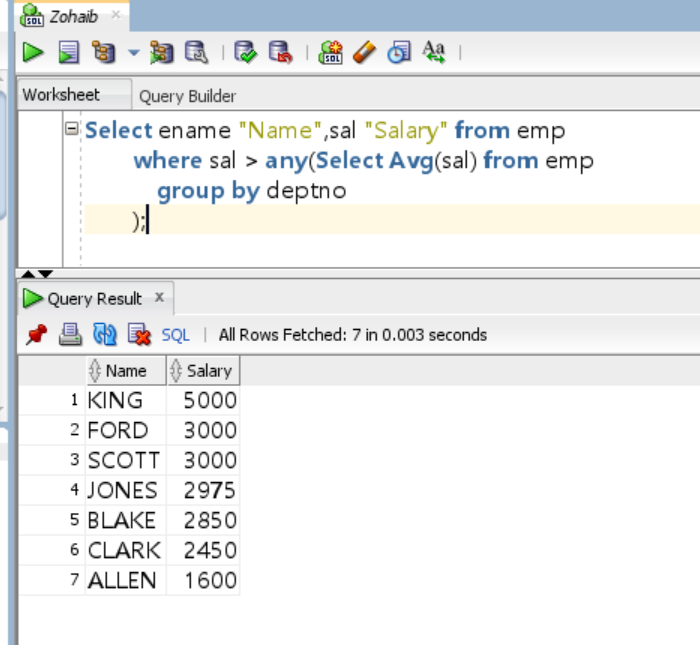 Zohaib
Worksheet Query Builder
Select ename "Name",sal "Salary" from emp
where sal > any(Select Avg(sal) from emp
group by deptno
);
Query Result x
SQL | All Rows Fetched: 7 in 0.003 seconds
Name Salary
1 KING 5000
2 FORD 3000
3 SCOTT 3000
4 JONES 2975
5 BLAKE 2850
6 CLARK 2450
7 ALLEN 1600